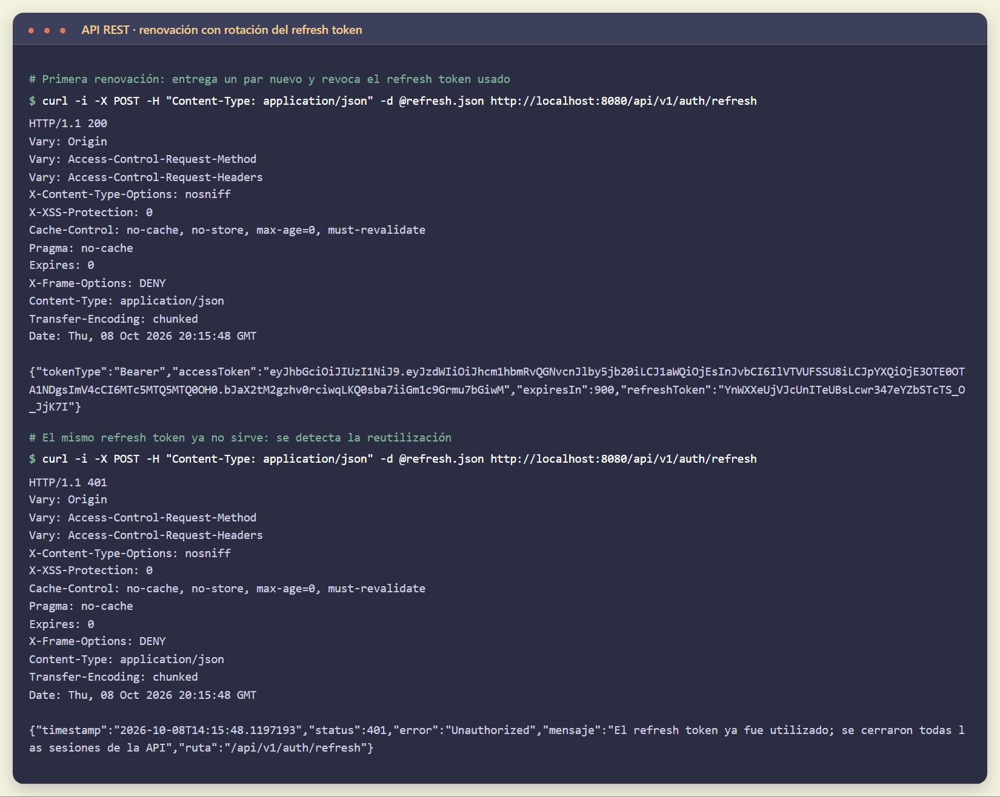 API REST · renovación con rotación del refresh token
# Primera renovación: entrega un par nuevo y revoca el refresh token usado
$ curl -i -X POST -H "Content-Type: application/json" -d @refresh.json http://localhost:8080/api/v1/auth/refresh
HTTP/1.1 200
Vary: Origin
Vary: Access-Control-Request-Method
Vary: Access-Control-Request-Headers
X-Content-Type-Options: nosniff
X-XSS-Protection: 0
Cache-Control: no-cache, no-store, max-age=0, must-revalidate
Pragma: no-cache
Expires: 0
X-Frame-Options: DENY
Content-Type: application/json
Transfer-Encoding: chunked
Date: Thu, 08 Oct 2026 20:15:48 GMT
{"tokenType":"Bearer","accessToken":"eyJhbGciOiJIUzI1NiJ9.eyJzdWIiOiJhcm1hbmRvQGNvcnJlby5jb20iLCJ1aWQiOjEsInJvbCI6IlVTVUFSSU8iLCJpYXQiOjE3OTE0OT
A1NDgsImV4cCI6MTc5MTQ5MTQ0OH0.bJaX2tM2gzhv0rciwqLKQ0sba7iiGm1c9Grmu7bGiwM","expiresIn":900,"refreshToken":"YnWXXeUjVJcUnITeUBsLcwr347eYZbSTcTS_O
_JjK7I"}
# El mismo refresh token ya no sirve: se detecta la reutilización
$ curl -i -X POST -H "Content-Type: application/json" -d @refresh.json http://localhost:8080/api/v1/auth/refresh
HTTP/1.1 401
Vary: Origin
Vary: Access-Control-Request-Method
Vary: Access-Control-Request-Headers
X-Content-Type-Options: nosniff
X-XSS-Protection: 0
Cache-Control: no-cache, no-store, max-age=0, must-revalidate
Pragma: no-cache
Expires: 0
X-Frame-Options: DENY
Content-Type: application/json
Transfer-Encoding: chunked
Date: Thu, 08 Oct 2026 20:15:48 GMT
{"timestamp":"2026-10-08T14:15:48.1197193","status":401,"error":"Unauthorized","mensaje":"El refresh token ya fue utilizado; se cerraron todas l
as sesiones de la API","ruta":"/api/v1/auth/refresh"}